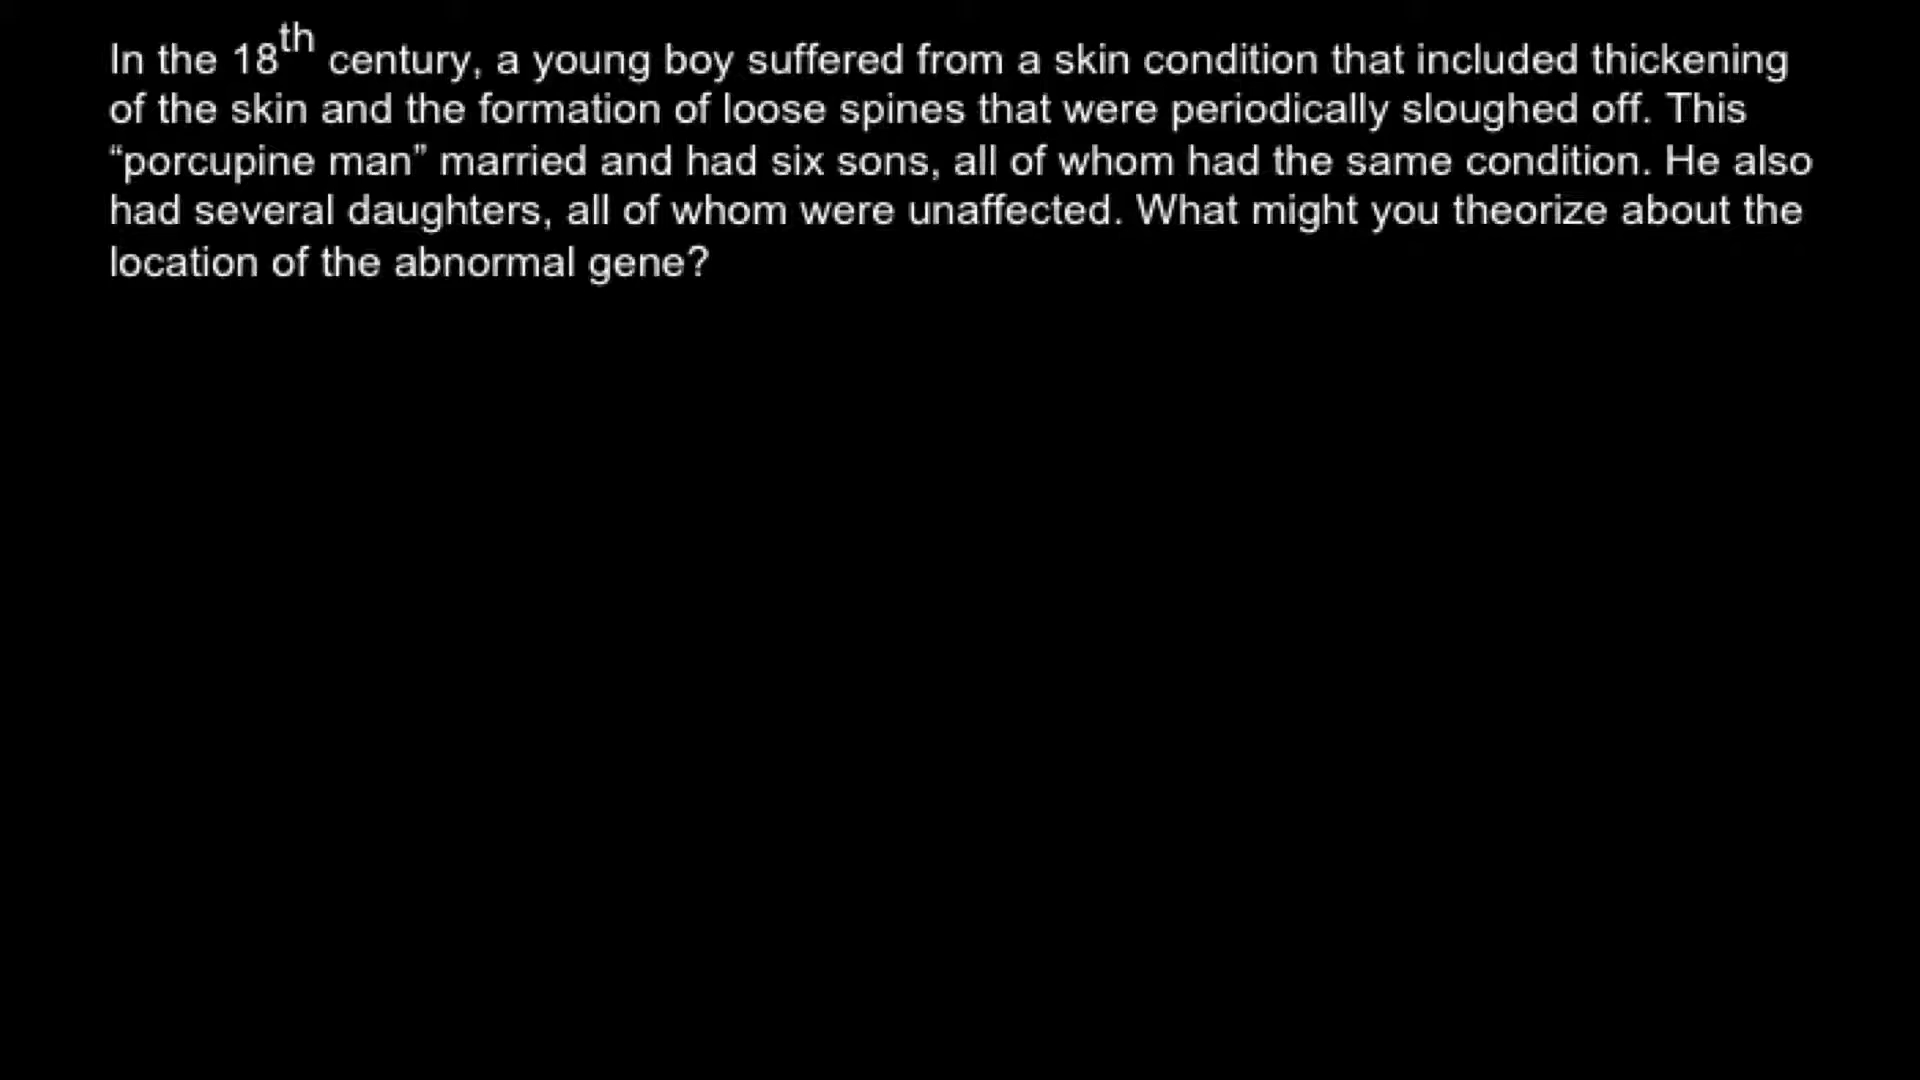 In the 18th century, a young boy suffered from a skin condition that included thickening
of the skin and the formation of loose spines that were periodically sloughed off. This
“porcupine man” married and had six sons, all of whom had the same condition. He also
had several daughters, all of whom were unaffected. What might you theorize about the
location of the abnormal gene?